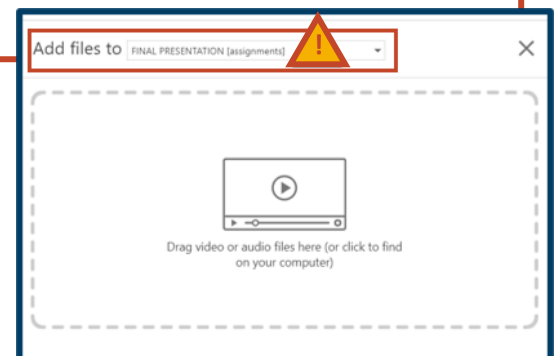 Add files to FINAL PRESENTATION [assignments]
!
Drag video or audio files here (or click to find
on your computer)